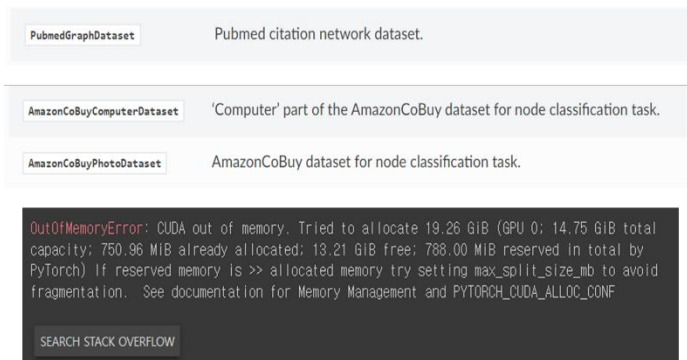 PubmedGraphDataset Pubmed citation network dataset.
AmazonCoBuyComputerDataset 'Computer' part of the AmazonCoBuy dataset for node classification task.
AmazonCoBuyPhotoDataset AmazonCoBuy dataset for node classification task.
OutOfMemoryError: CUDA out of memory. Tried to allocate 19.26 GiB (GPU 0; 14.75 GiB total
capacity; 750.96 MiB already allocated; 13.21 GiB free; 788.00 MiB reserved in total by
PyTorch) If reserved memory is >> allocated memory try setting max_split_size_mb to avoid
fragmentation. See documentation for Memory Management and PYTORCH_CUDA_ALLOC_CONF
SEARCH STACK OVERFLOW